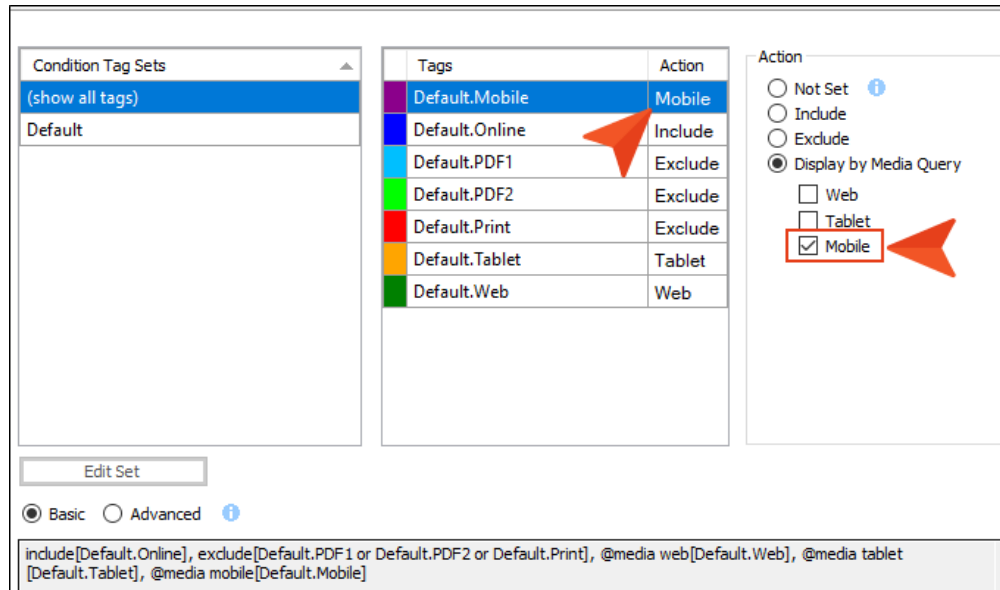 Condition Tag Sets
(show all tags)
Default
Tags Action
Default.Mobile Mobile
Default.Online Include
Default.PDF1 Exclude
Default.PDF2 Exclude
Default.Print Exclude
Default.Tablet Tablet
Default.Web Web
Action
Not Set
Include
Exclude
Display by Media Query
Web
Tablet
Mobile
Edit Set
Basic Advanced
include[Default.Online], exclude[Default.PDF1 or Default.PDF2 or Default.Print], @media web[Default.Web], @media tablet
[Default.Tablet], @media mobile[Default.Mobile]